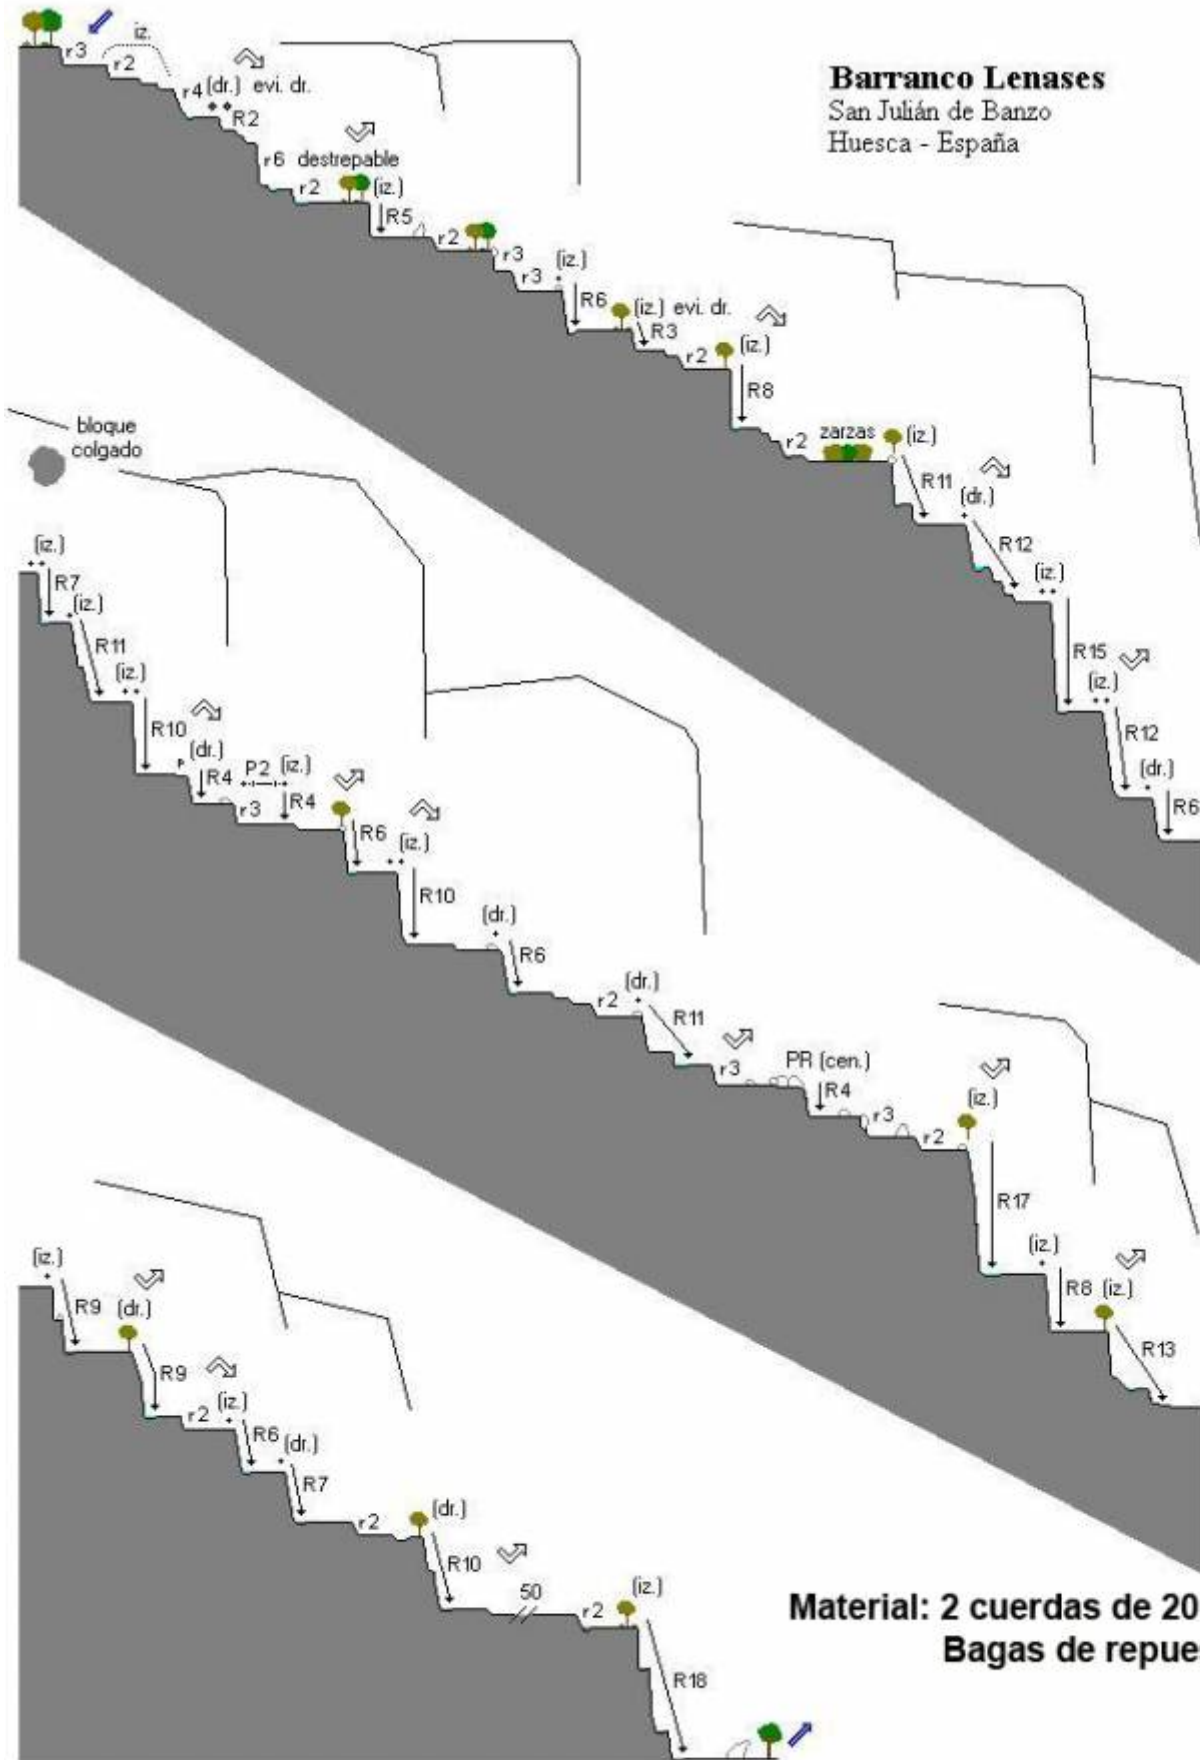 Barranco Lenases
San Julián de Banzo
Huesca - España
r3
r2
iz.
r4 (dr.) evi. dr.
R2
r6 destrepable
r2
(iz.)
R5
r2
r3
r3
(iz.)
R6
(iz.) evi. dr.
R3
r2
(iz.)
R8
r2
zarzas
(iz.)
R11
(dr.)
R12
(iz.)
R15
(iz.)
R12
(dr.)
R6
bloque
colgado
(iz.)
R7
(iz.)
R11
(iz.)
R10
P
(dr.)
R4
r3
P2
(iz.)
R4
R6
(iz.)
R10
(dr.)
R6
r2
(dr.)
R11
r3
PR (cen.)
R4
r3
r2
(iz.)
R17
(iz.)
R8
(iz.)
R13
(iz.)
R9
(dr.)
R9
r2
(iz.)
R6
(dr.)
R7
r2
(dr.)
R10
50
r2
(iz.)
R18
Material: 2 cuerdas de 20
Bagas de repue